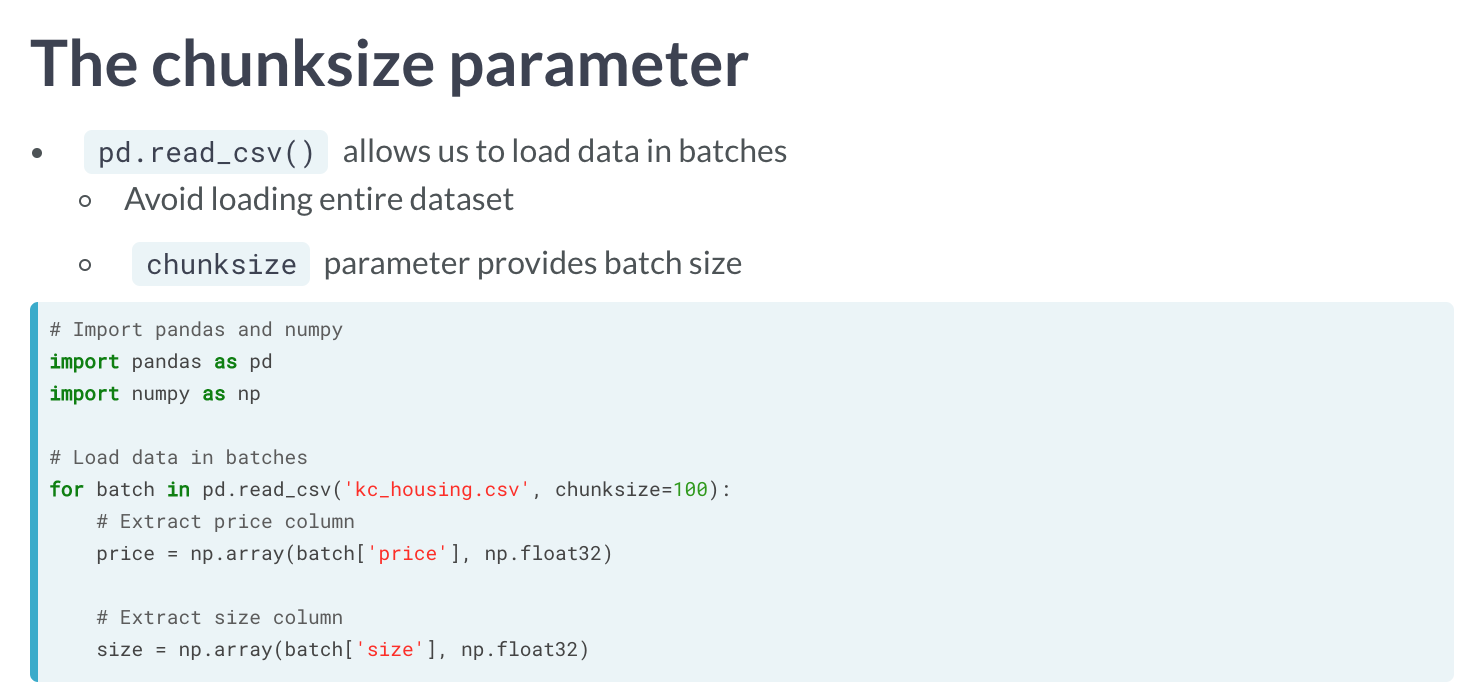 The chunksize parameter
pd.read_csv() allows us to load data in batches
Avoid loading entire dataset
chunksize parameter provides batch size
# Import pandas and numpy
import pandas as pd
import numpy as np
# Load data in batches
for batch in pd.read_csv('kc_housing.csv', chunksize=100):
    # Extract price column
    price = np.array(batch['price'], np.float32)
    # Extract size column
    size = np.array(batch['size'], np.float32)